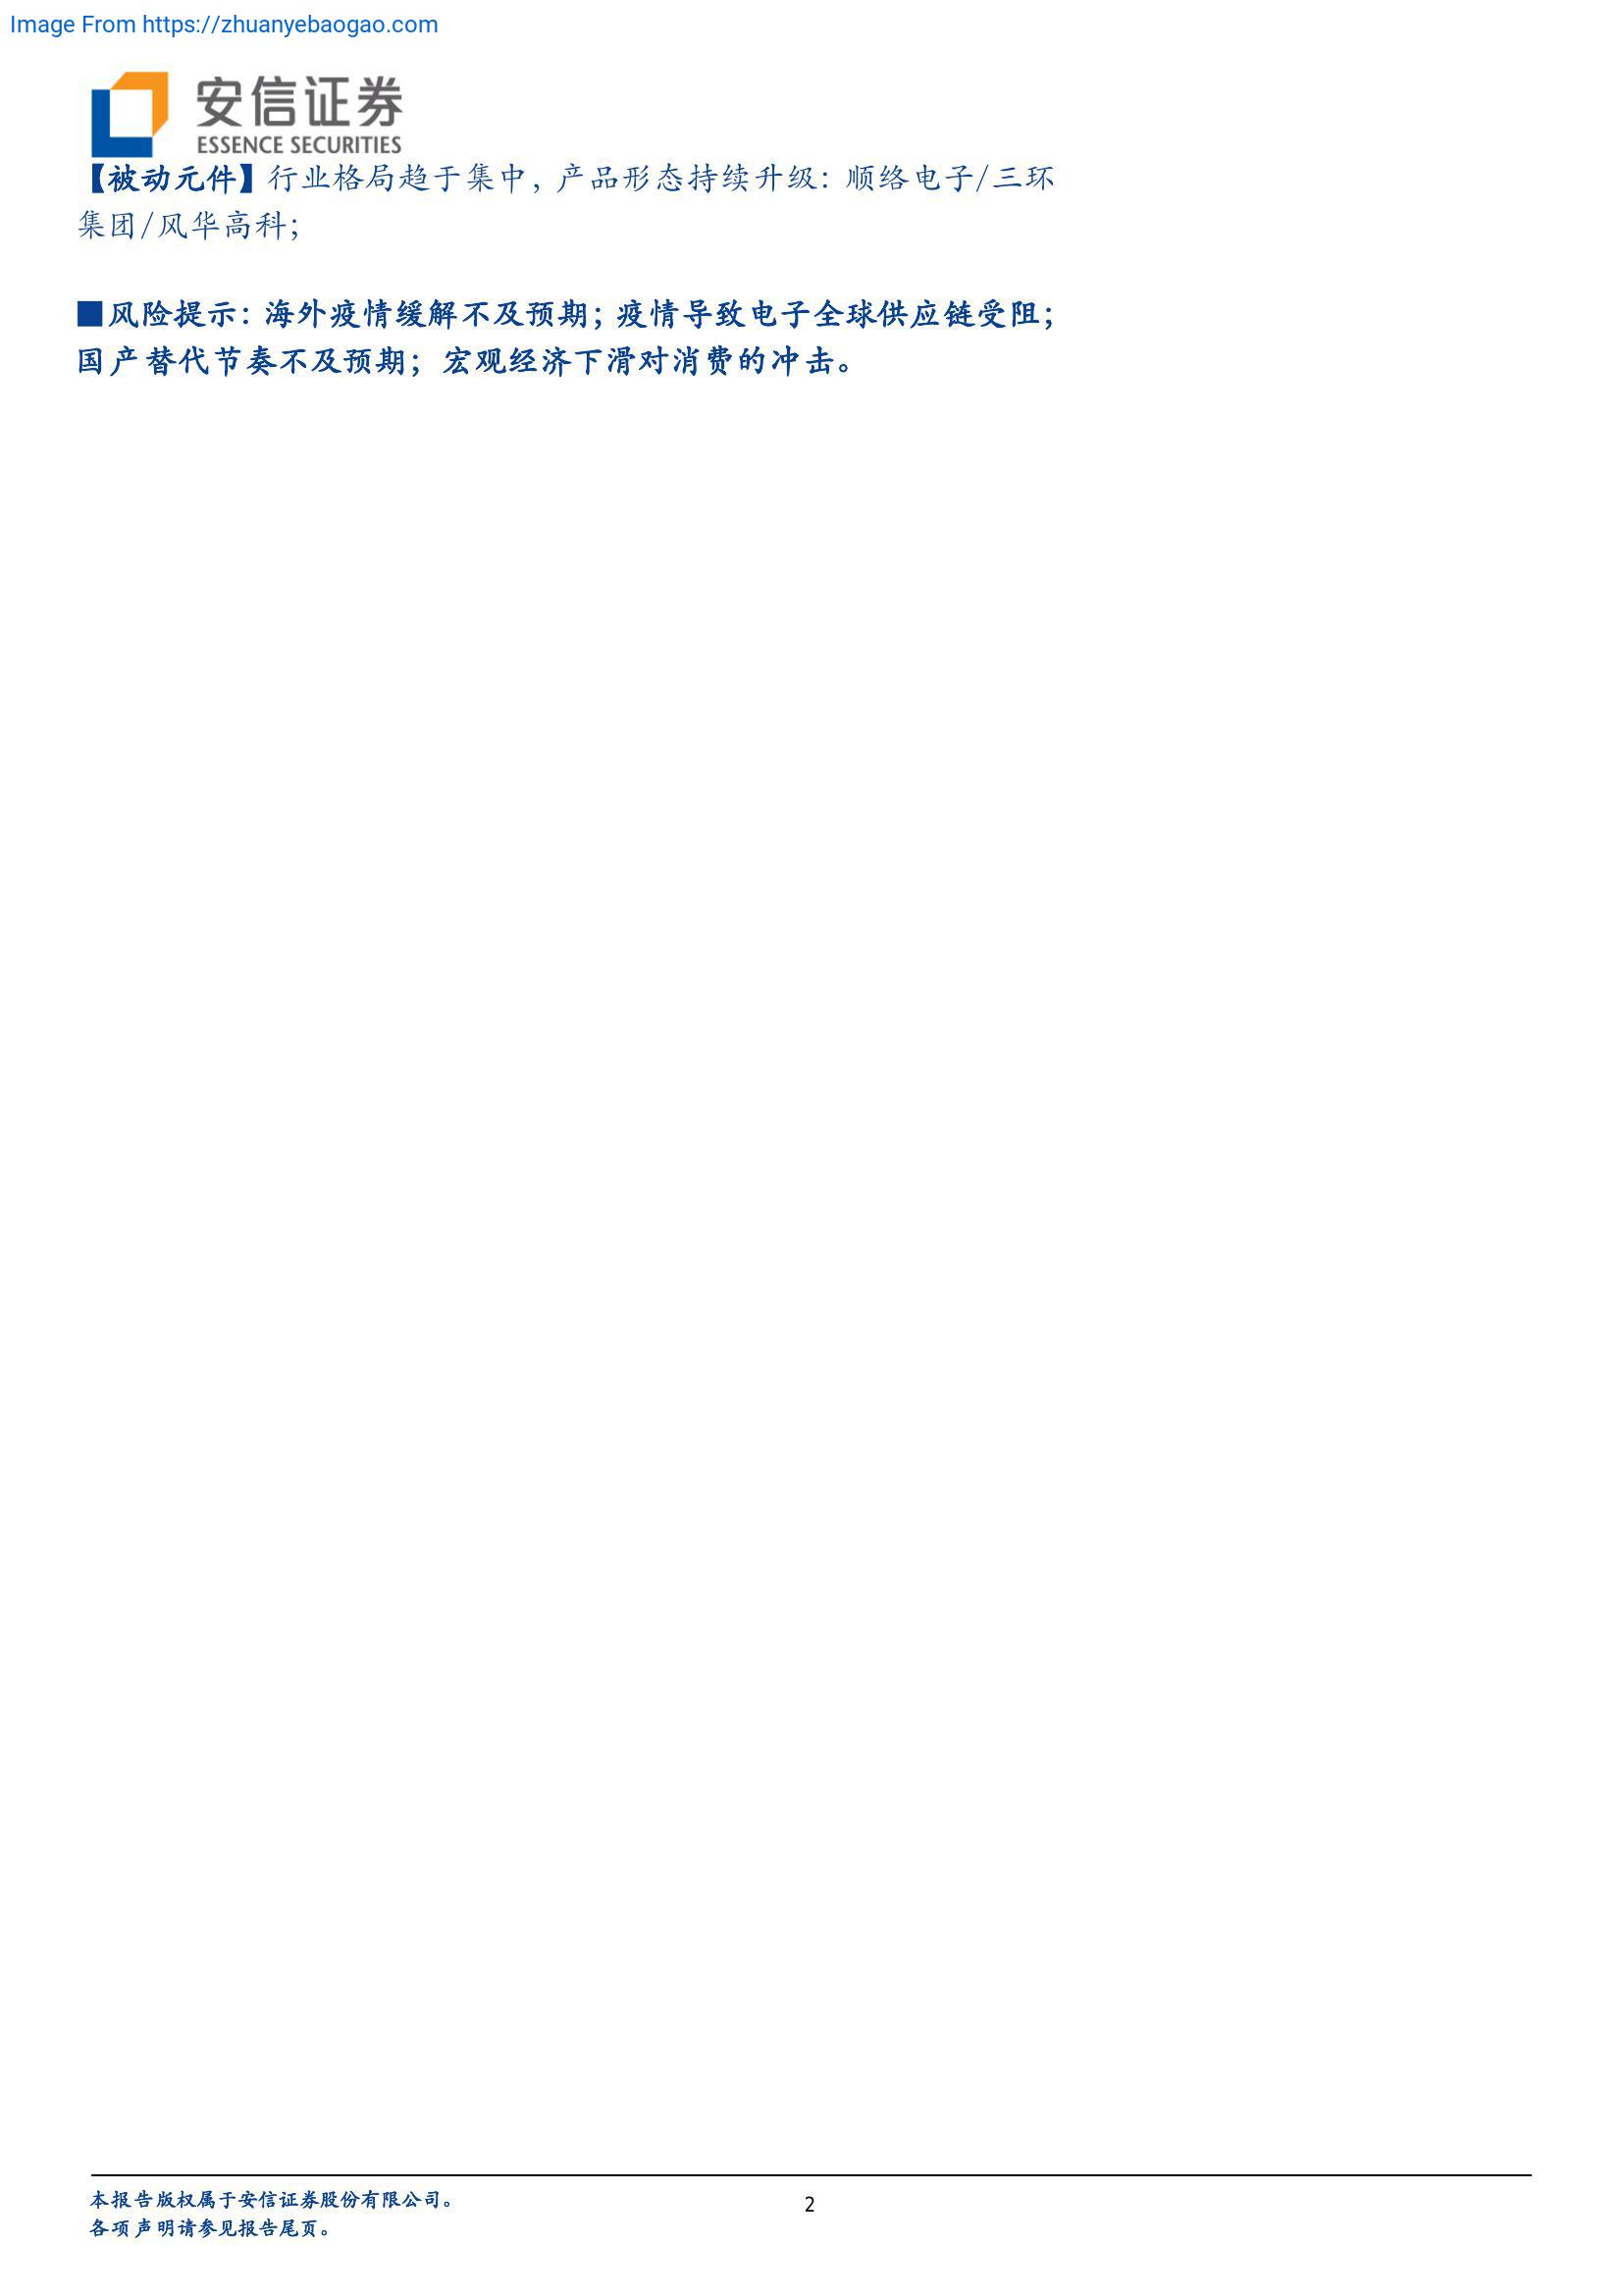 Image From https://zhuanyebaogao.com
安信证券
ESSENCE SECURITIES
【被动元件】行业格局趋于集中，产品形态持续升级：顺络电子/三环
集团/风华高科；
■风险提示：海外疫情缓解不及预期；疫情导致电子全球供应链受阻；
国产替代节奏不及预期；宏观经济下滑对消费的冲击。
本报告版权属于安信证券股份有限公司。
2
各项声明请参见报告尾页。